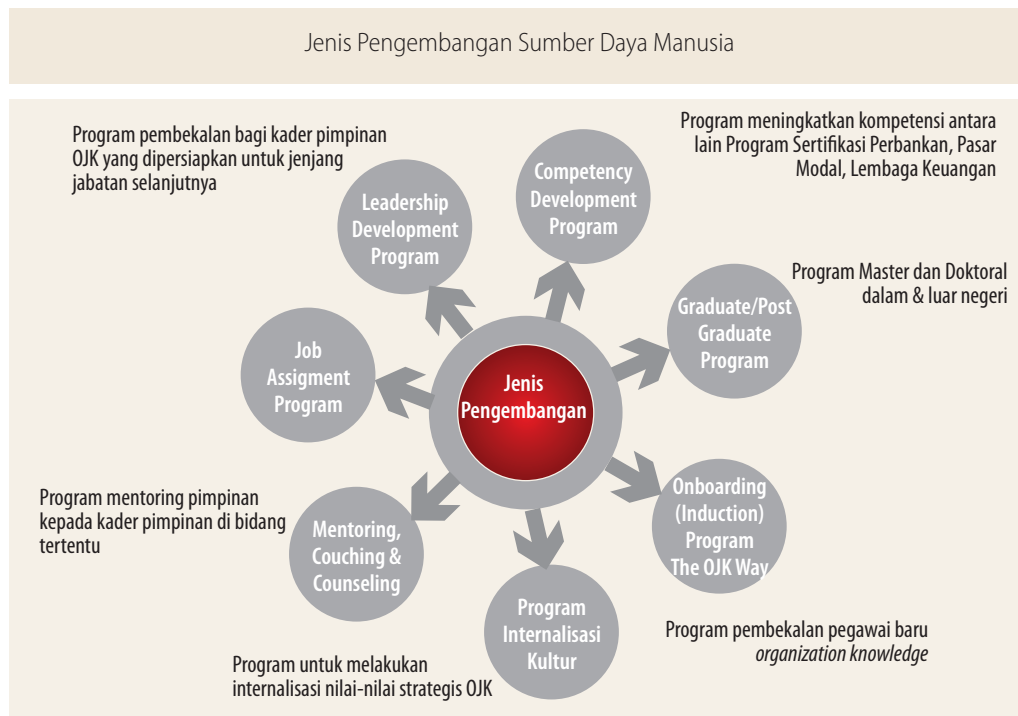 Jenis Pengembangan Sumber Daya Manusia
Program pembekalan bagi kader pimpinan
OJK yang dipersiapkan untuk jenjang
jabatan selanjutnya
Program meningkatkan kompetensi antara
lain Program Sertifikasi Perbankan, Pasar
Modal, Lembaga Keuangan
Leadership
Development
Program
Competency
Development
Program
Program Master dan Doktoral
dalam & luar negeri
Graduate/Post
Graduate
Program
Job
Assigment
Program
Jenis
Pengembangan
Program mentoring pimpinan
kepada kader pimpinan di bidang
tertentu
Mentoring,
Couching &
Counseling
Onboarding
(Induction)
Program
The OJK Way
Program
Internalisasi
Kultur
Program pembekalan pegawai baru
organization knowledge
Program untuk melakukan
internalisasi nilai-nilai strategis OJK